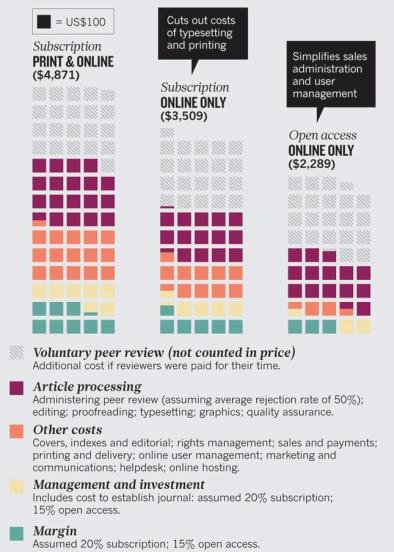 = US$100
Subscription
PRINT & ONLINE
($4,871)
Cuts out costs
of typesetting
and printing
Subscription
ONLINE ONLY
($3,509)
Simplifies sales
administration
and user
management
Open access
ONLINE ONLY
($2,289)
Voluntary peer review (not counted in price)
Additional cost if reviewers were paid for their time.
Article processing
Administering peer review (assuming average rejection rate of 50%);
editing; proofreading; typesetting; graphics; quality assurance.
Other costs
Covers, indexes and editorial; rights management; sales and payments;
printing and delivery; online user management; marketing and
communications; helpdesk; online hosting.
Management and investment
Includes cost to establish journal: assumed 20% subscription;
15% open access.
Margin
Assumed 20% subscription; 15% open access.